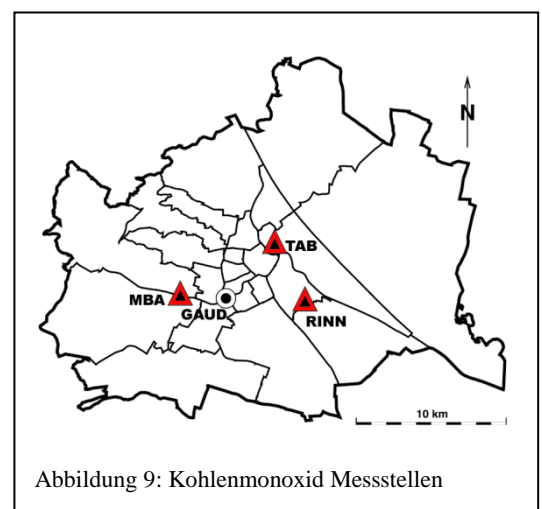 N
TAB
MBA
GAUD
RINN
10 km
Abbildung 9: Kohlenmonoxid Messstellen